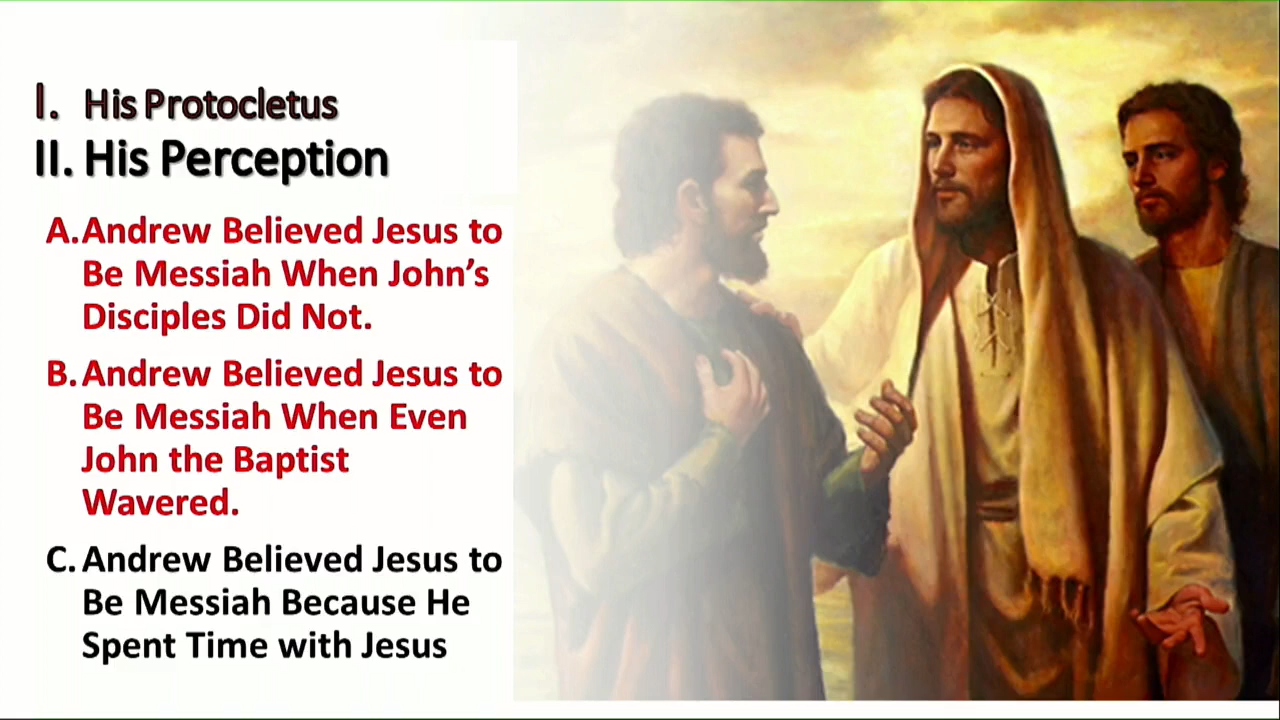 I. His Protocletus
II. His Perception
A. Andrew Believed Jesus to
Be Messiah When John’s
Disciples Did Not.
B. Andrew Believed Jesus to
Be Messiah When Even
John the Baptist
Wavered.
C. Andrew Believed Jesus to
Be Messiah Because He
Spent Time with Jesus